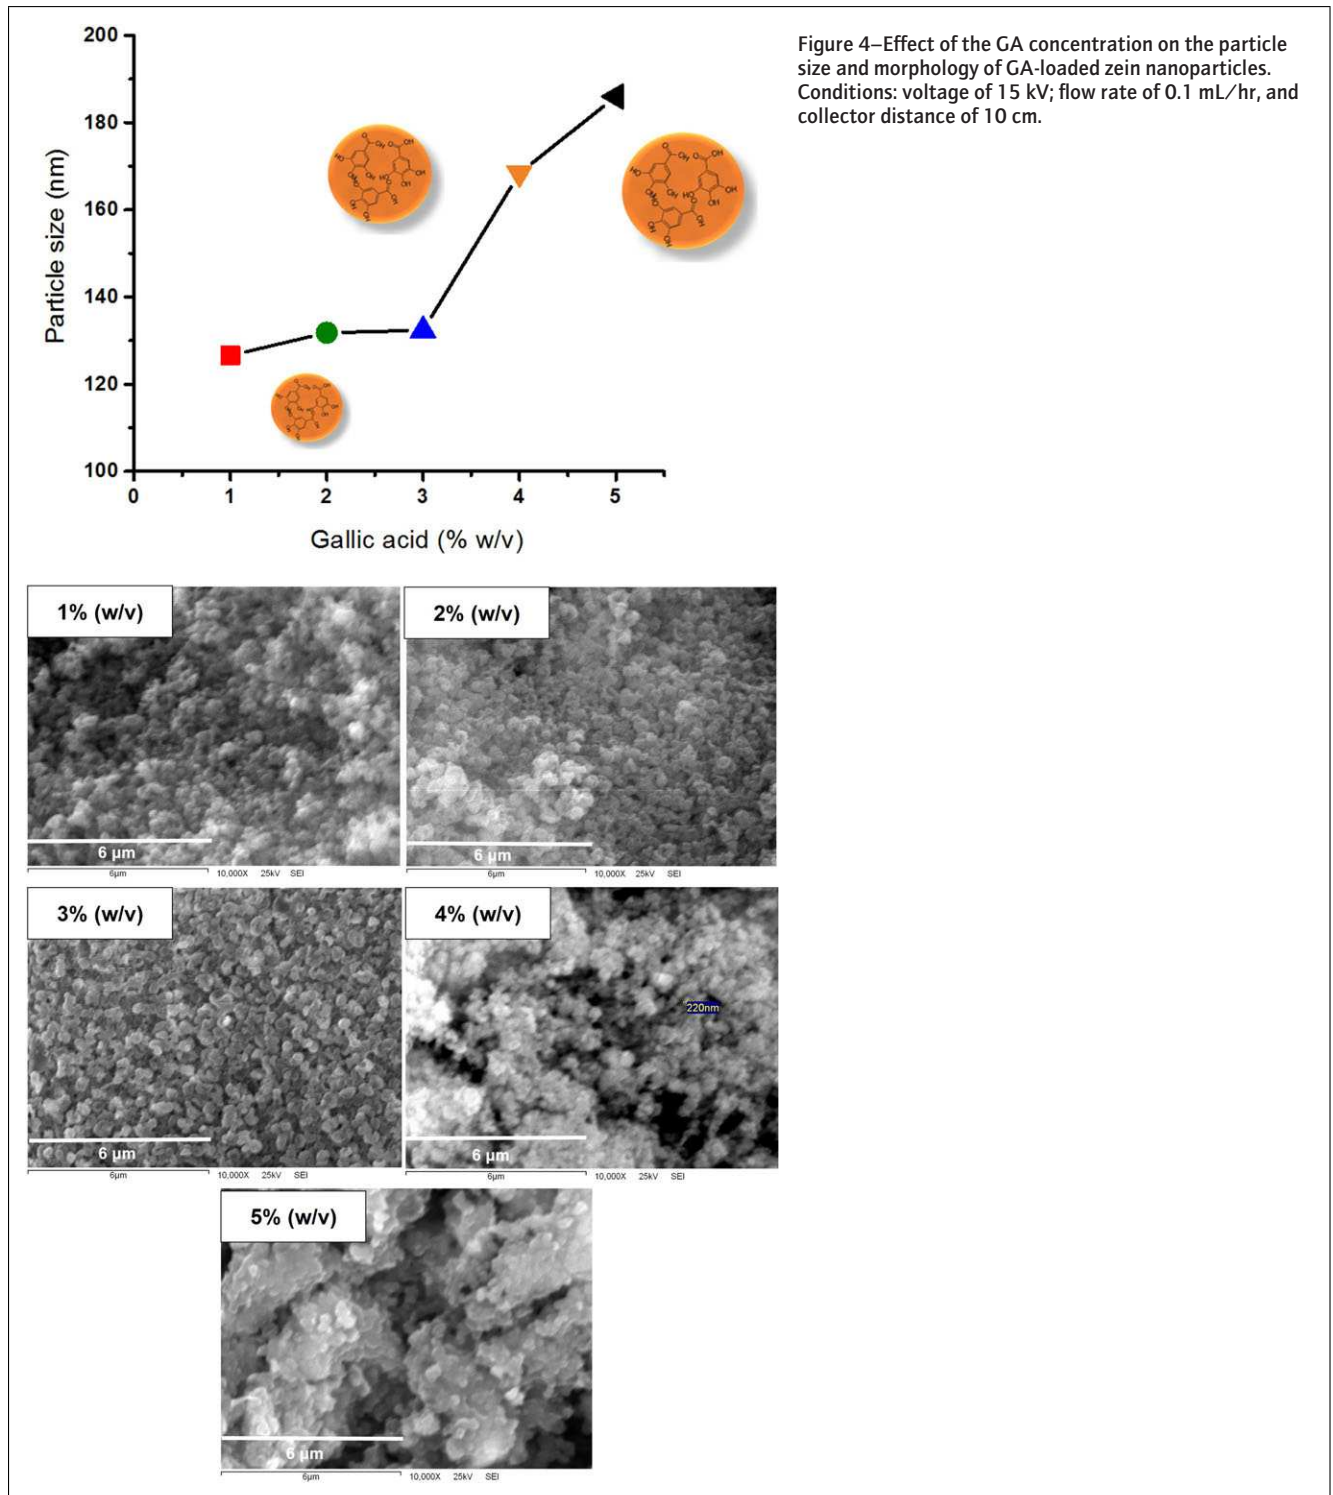 Figure 4–Effect of the GA concentration on the particle
size and morphology of GA-loaded zein nanoparticles.
Conditions: voltage of 15 kV; flow rate of 0.1 mL/hr, and
collector distance of 10 cm.
Particle size (nm)
200
180
160
140
120
100
0 1 2 3 4 5
Gallic acid (% w/v)
1% (w/v)
6 µm
6µm 10,000X 25kV SEI
2% (w/v)
6 µm
6µm 10,000X 25kV SEI
3% (w/v)
6 µm
6µm 10,000X 25kV SEI
4% (w/v)
220nm
6 µm
6µm 10,000X 25kV SEI
5% (w/v)
6 µm
6µm 10,000X 25kV SEI